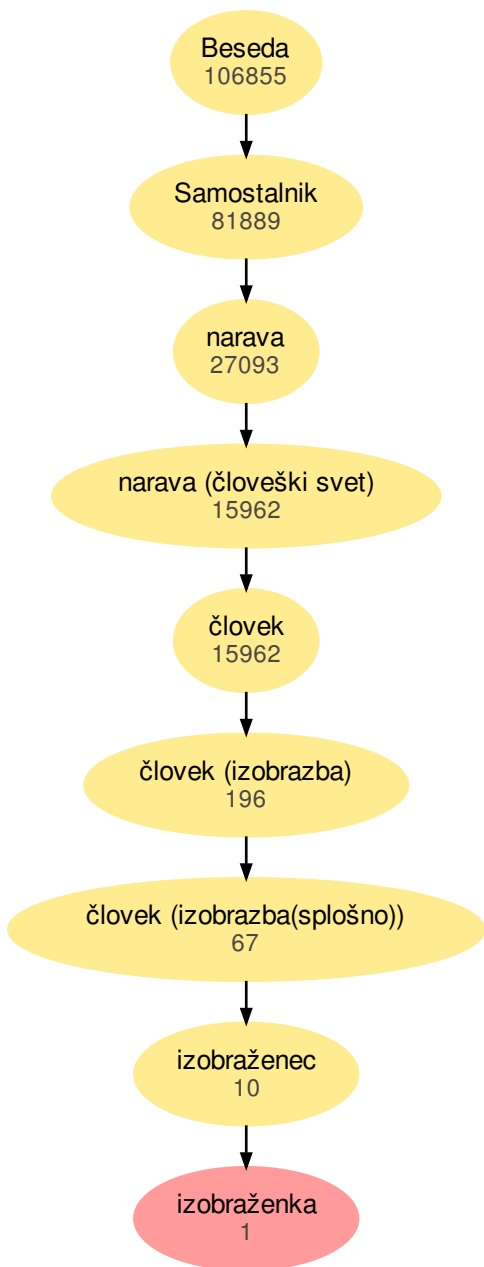 Beseda
106855
Samostalnik
81889
narava
27093
narava (človeški svet)
15962
človek
15962
človek (izobrazba)
196
človek (izobrazba(splošno))
67
izobraženec
10
izobraženka
1